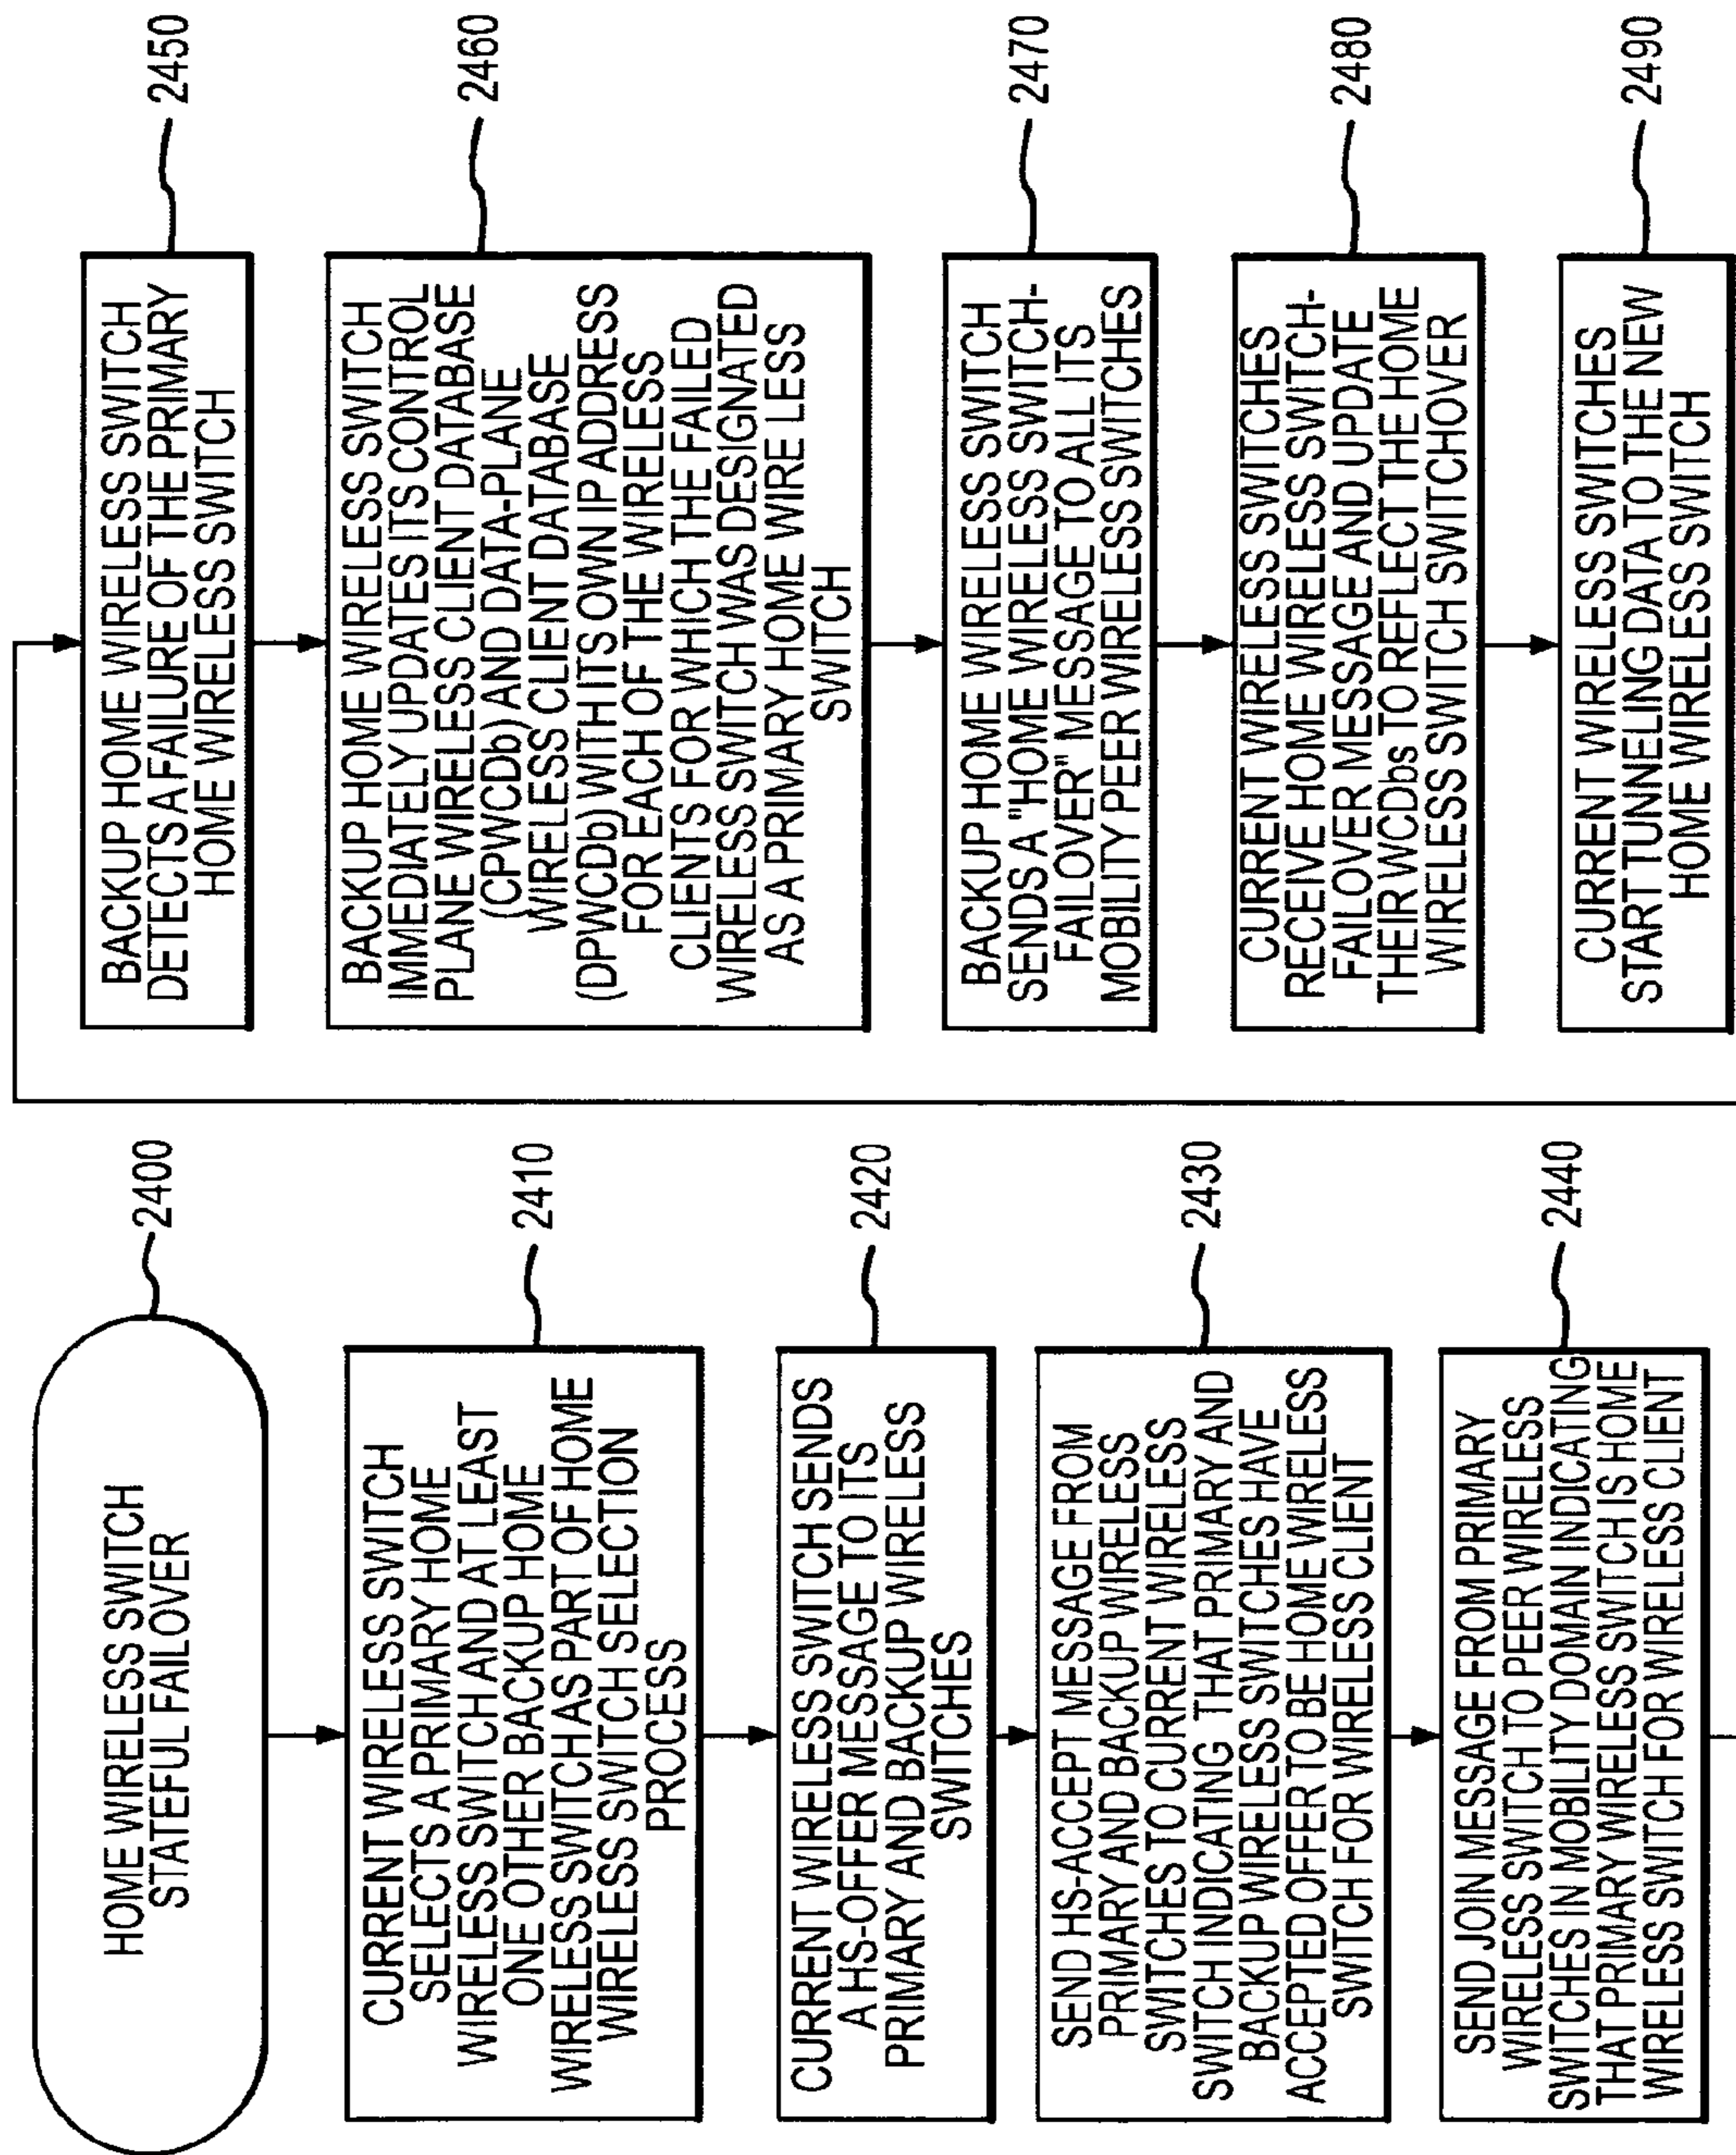 HOME WIRELESS SWITCH
STATEFUL FAILOVER
2400
CURRENT WIRELESS SWITCH
SELECTS A PRIMARY HOME
WIRELESS SWITCH AND AT LEAST
ONE OTHER BACKUP HOME
WIRELESS SWITCH AS PART OF HOME
WIRELESS SWITCH SELECTION
PROCESS
2410
CURRENT WIRELESS SWITCH SENDS
A HS-OFFER MESSAGE TO ITS
PRIMARY AND BACKUP WIRELESS
SWITCHES
2420
SEND HS-ACCEPT MESSAGE FROM
PRIMARY AND BACKUP WIRELESS
SWITCHES TO CURRENT WIRELESS
SWITCH INDICATING THAT PRIMARY AND
BACKUP WIRELESS SWITCHES HAVE
ACCEPTED OFFER TO BE HOME WIRELESS
SWITCH FOR WIRELESS CLIENT
2430
SEND JOIN MESSAGE FROM PRIMARY
WIRELESS SWITCH TO PEER WIRELESS
SWITCHES IN MOBILITY DOMAIN INDICATING
THAT PRIMARY WIRELESS SWITCH IS HOME
WIRELESS SWITCH FOR WIRELESS CLIENT
2440
BACKUP HOME WIRELESS SWITCH
DETECTS A FAILURE OF THE PRIMARY
HOME WIRELESS SWITCH
2450
BACKUP HOME WIRELESS SWITCH
IMMEDIATELY UPDATES ITS CONTROL
PLANE WIRELESS CLIENT DATABASE
(CPWCDb) AND DATA-PLANE
WIRELESS CLIENT DATABASE
(DPWCDb) WITH ITS OWN IP ADDRESS
FOR EACH OF THE WIRELESS
CLIENTS FOR WHICH THE FAILED
WIRELESS SWITCH WAS DESIGNATED
AS A PRIMARY HOME WIRE LESS
SWITCH
2460
BACKUP HOME WIRELESS SWITCH
SENDS A "HOME WIRELESS SWITCH-
FAILOVER" MESSAGE TO ALL ITS
MOBILITY PEER WIRELESS SWITCHES
2470
CURRENT WIRELESS SWITCHES
RECEIVE HOME WIRELESS SWITCH-
FAILOVER MESSAGE AND UPDATE
THEIR WCDbs TO REFLECT THE HOME
WIRELESS SWITCH SWITCHOVER
2480
CURRENT WIRELESS SWITCHES
START TUNNELING DATA TO THE NEW
HOME WIRELESS SWITCH
2490